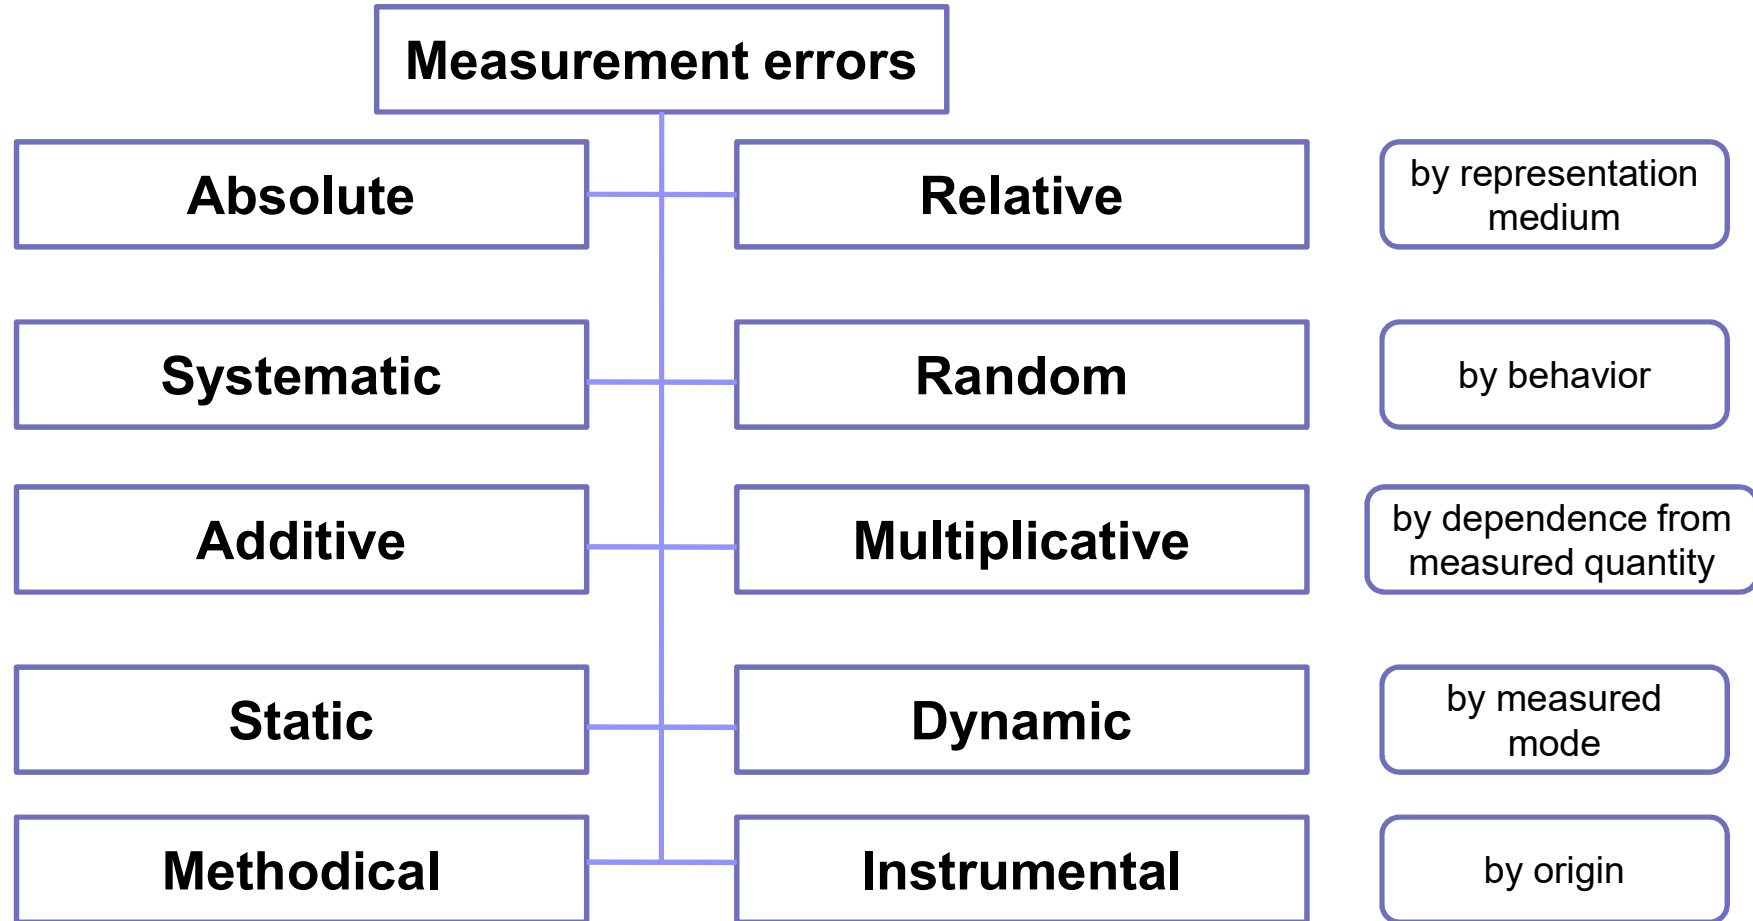 Measurement errors
Absolute
Relative
by representation
medium
Systematic
Random
by behavior
Additive
Multiplicative
by dependence from
measured quantity
Static
Dynamic
by measured
mode
Methodical
Instrumental
by origin